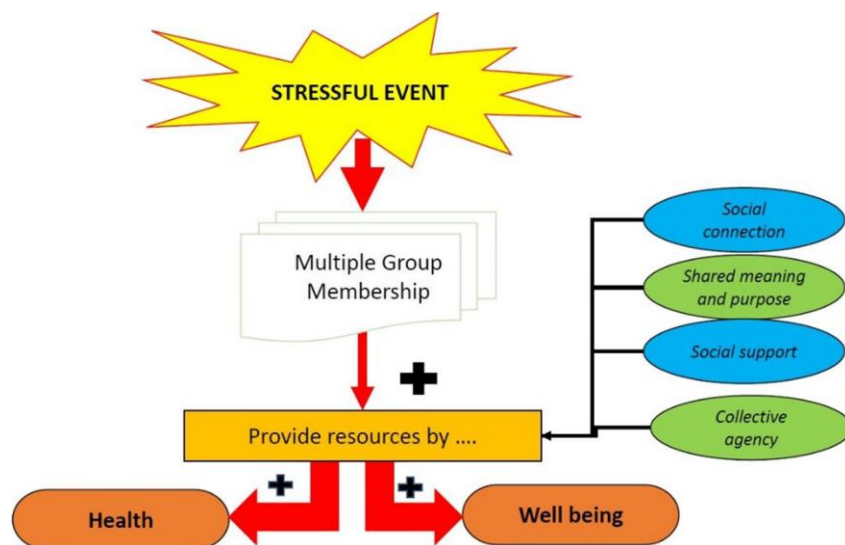 STRESSFUL EVENT
Multiple Group
Membership
Social
connection
Shared meaning
and purpose
Social support
Collective
agency
Provide resources by ....
Health
Well being